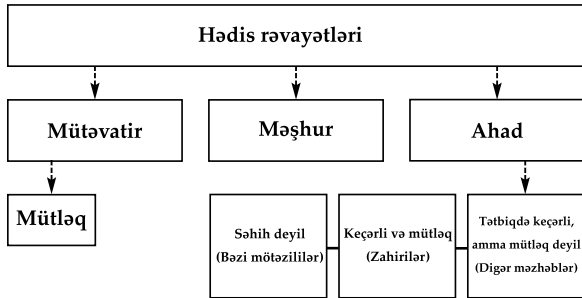 Hədis rəvayətləri
Mütəvatir
Məşhur
Ahad
Mütləq
Səhih deyil
(Bəzi mötəzililər)
Keçərli və mütləq
(Zahirilər)
Tətbiqdə keçərli,
amma mütləq deyil
(Digər məzhəblər)